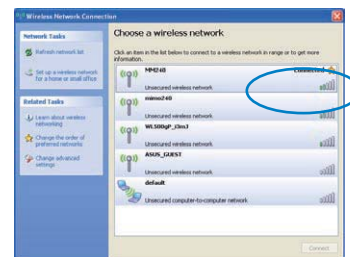 Wireless Network Connection
Network Tasks
Refresh network list
Set up a wireless network
for a home or small office
Related Tasks
Learn about wireless
networking
Change the order of
preferred networks
Change advanced
settings
Choose a wireless network
Click an item in the list below to connect to a wireless network in range or to get more
information.
MM240
Connected
Unsecured wireless network
Unsecured wireless network
Unsecured wireless network
ASUS_GUEST
Unsecured wireless network
default
Unsecured computer-to-computer network
Connect